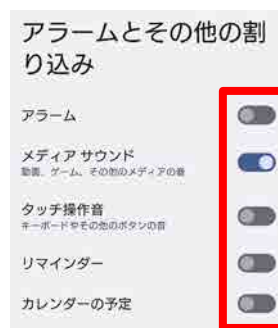 アラームとその他の割
り込み
アラーム
メディア サウンド
動画、ゲーム、その他のメディアの音
タッチ操作音
キーボードやその他のボタンの音
リマインダー
カレンダーの予定